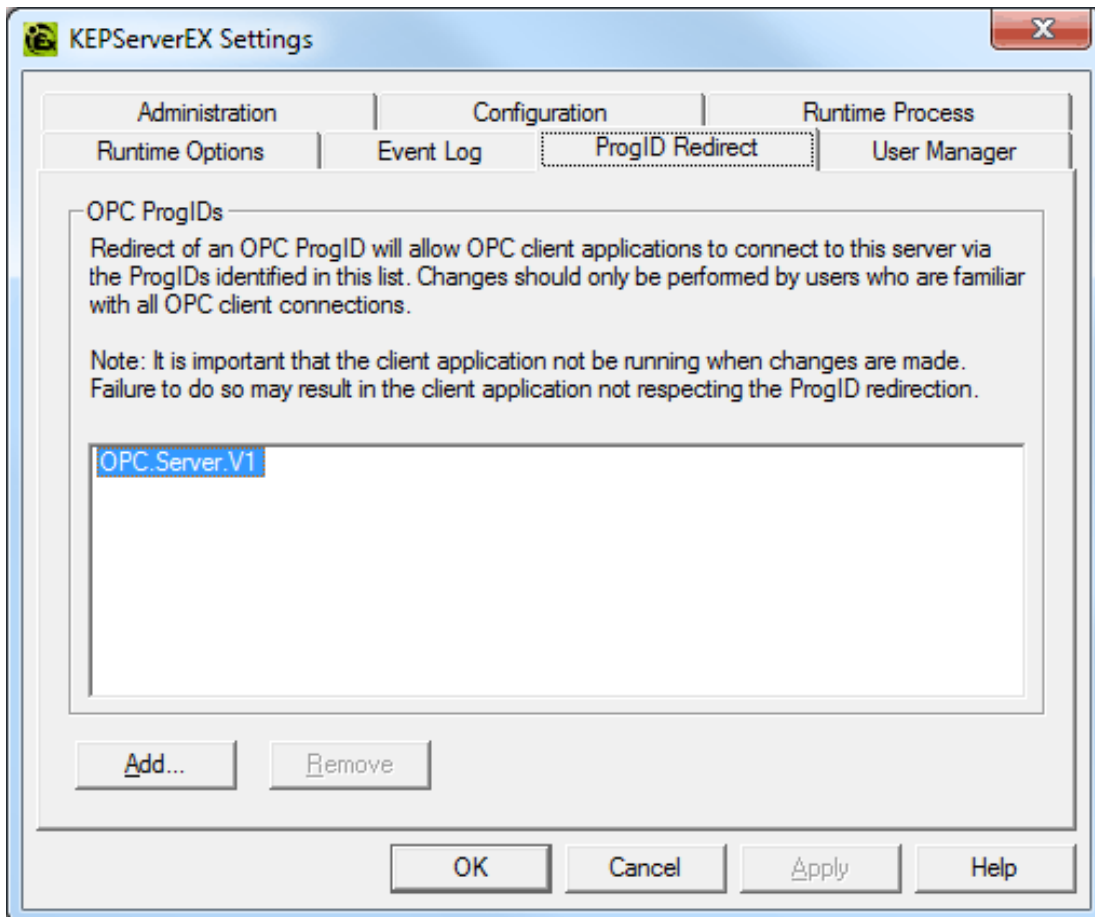 KEPServerEX Settings
Administration
Configuration
Runtime Process
Runtime Options
Event Log
ProgID Redirect
User Manager
OPC ProgIDs
Redirect of an OPC ProgID will allow OPC client applications to connect to this server via
the ProgIDs identified in this list. Changes should only be performed by users who are familiar
with all OPC client connections.
Note: It is important that the client application not be running when changes are made.
Failure to do so may result in the client application not respecting the ProgID redirection.
OPC.Server.V1
Add...
Remove
OK
Cancel
Apply
Help